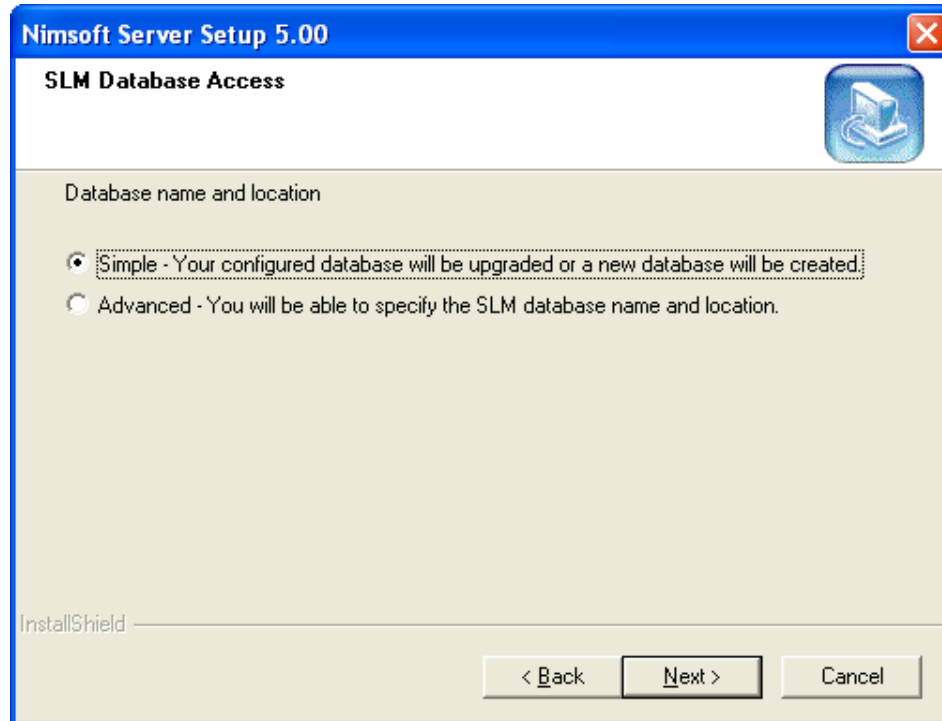 Nimsoft Server Setup 5.00
SLM Database Access
Database name and location
Simple - Your configured database will be upgraded or a new database will be created.
Advanced - You will be able to specify the SLM database name and location.
InstallShield
< Back
Next >
Cancel